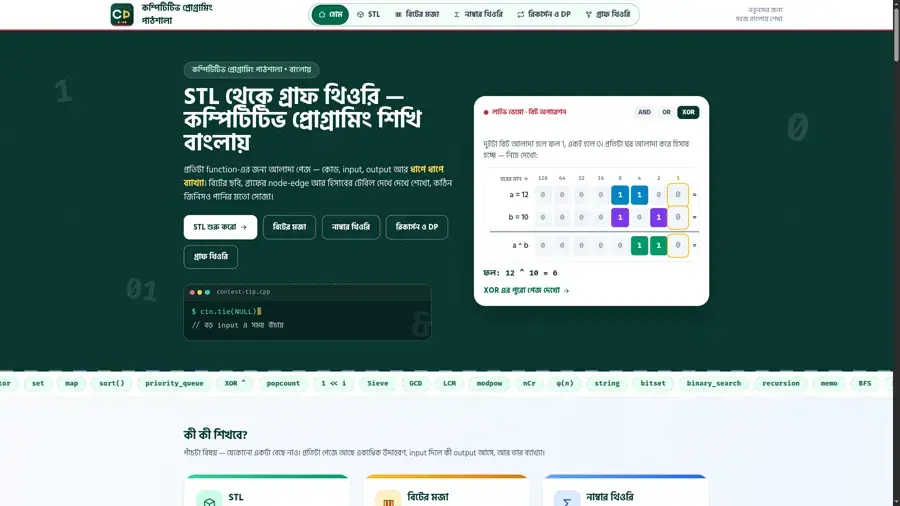 কম্পিটিটিভ প্রোগ্রামিং
পাঠশালা
হোম
STL
বিটের মজা
নাম্বার থিওরি
রিকার্সন ও DP
গ্রাফ থিওরি
নতুনদের জন্য
সহজ বাংলায় শেখা
কম্পিটিটিভ প্রোগ্রামিং পাঠশালা • বাংলায়
STL থেকে গ্রাফ থিওরি —
কম্পিটিটিভ প্রোগ্রামিং শিখি
বাংলায়
প্রতিটা function-এর জন্য আলাদা পেজ — কোড, input, output আর ধাপে ধাপে
ব্যাখ্যা। বিটের ছবি, গ্রাফের node-edge আর হিসাবের টেবিল দেখে দেখে শেখো, কঠিন
জিনিসও পানির মতো সোজা।
STL শুরু করো →
বিটের মজা
নাম্বার থিওরি
রিকার্সন ও DP
গ্রাফ থিওরি
contest-tip.cpp
$ cin.tie(NULL)
// বড় input এ সময় বাঁচায়
লাইভ ডেমো · বিট অপারেশন
AND OR XOR
দুইটা বিট আলাদা হলে ফল 1, একই হলে 0। প্রতিটা ঘর আলাদা করে হিসাব
হচ্ছে — নিচে দেখো:
ঘরের মান → 128 64 32 16 8 4 2 1
a = 12 0 0 0 0 1 1 0 0 =
b = 10 0 0 0 0 1 0 1 0 =
a ^ b 0 0 0 0 0 1 1 0 =
ফল: 12 ^ 10 = 6
XOR এর পুরো পেজ দেখো →
1
0
01
&
tor set map sort() priority_queue XOR ^ popcount 1 << i Sieve GCD LCM modpow nCr φ(n) string bitset binary_search recursion memo BFS
কী কী শিখবে?
পাঁচটা বিষয় — যেকোনো একটা বেছে নাও। প্রতিটা পেজে আছে একাধিক উদাহরণ, input দিলে কী output আসে, আর তার ব্যাখ্যা।
STL
বিটের মজা
নাম্বার থিওরি